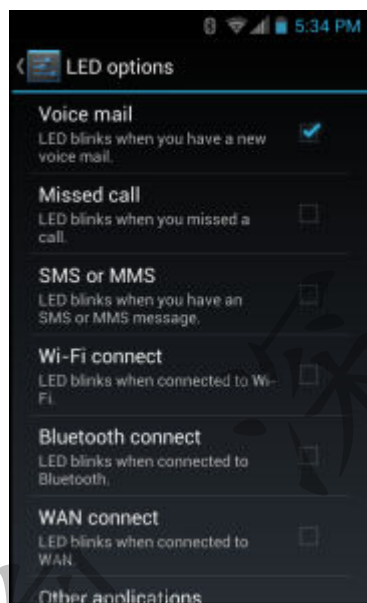 5:34 PM
LED options
Voice mail
LED blinks when you have a new
voice mail.
Missed call
LED blinks when you missed a
call.
SMS or MMS
LED blinks when you have an
SMS or MMS message.
Wi-Fi connect
LED blinks when connected to Wi-
Fi.
Bluetooth connect
LED blinks when connected to
Bluetooth.
WAN connect
LED blinks when connected to
WAN.
Other applications